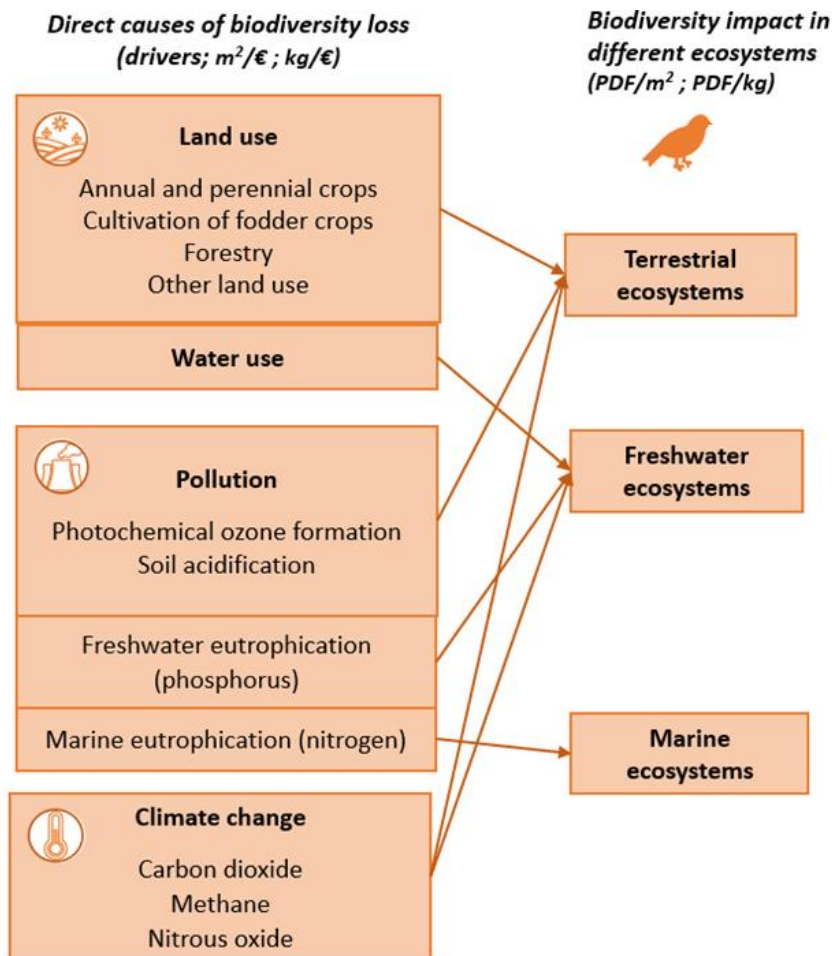 Direct causes of biodiversity loss
(drivers; m²/€ ; kg/€)
Biodiversity impact in
different ecosystems
(PDF/m² ; PDF/kg)
Land use
Annual and perennial crops
Cultivation of fodder crops
Forestry
Other land use
Water use
Pollution
Photochemical ozone formation
Soil acidification
Freshwater eutrophication
(phosphorus)
Marine eutrophication (nitrogen)
Climate change
Carbon dioxide
Methane
Nitrous oxide
Terrestrial
ecosystems
Freshwater
ecosystems
Marine
ecosystems